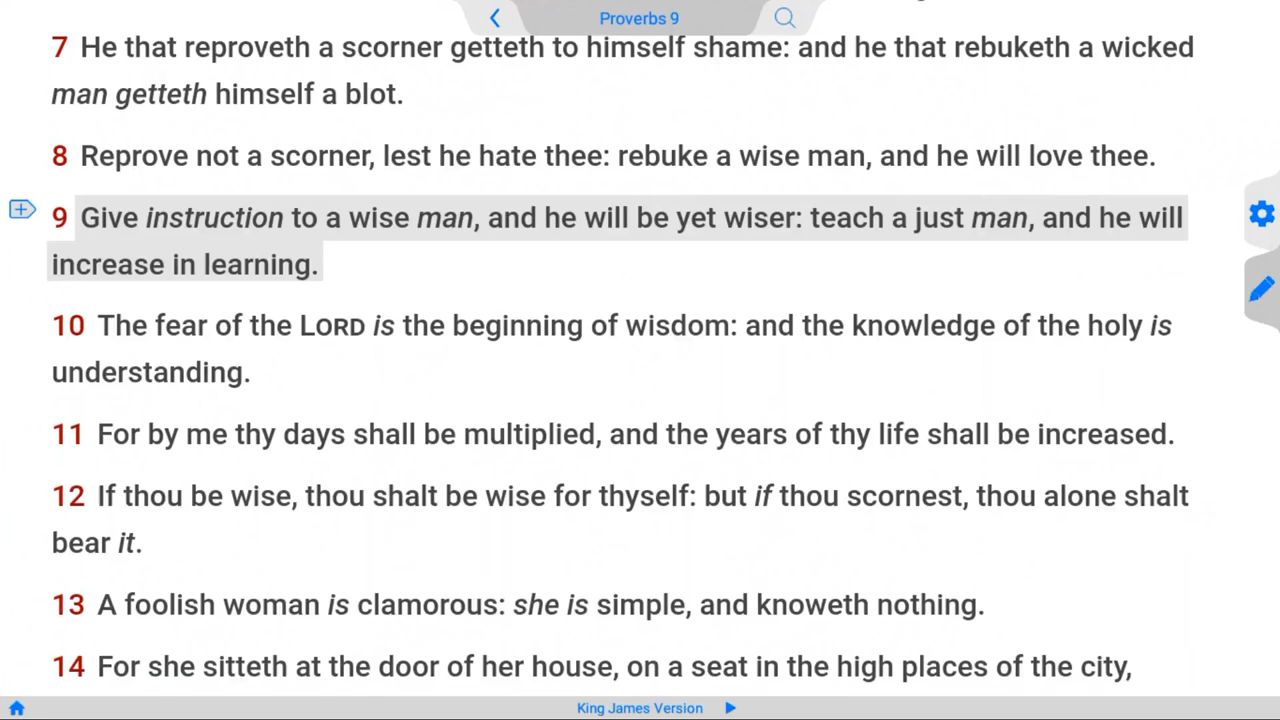 Proverbs 9
7 He that reproveth a scorner getteth to himself shame: and he that rebuketh a wicked
man getteth himself a blot.
8 Reprove not a scorner, lest he hate thee: rebuke a wise man, and he will love thee.
9 Give instruction to a wise man, and he will be yet wiser: teach a just man, and he will
increase in learning.
10 The fear of the LORD is the beginning of wisdom: and the knowledge of the holy is
understanding.
11 For by me thy days shall be multiplied, and the years of thy life shall be increased.
12 If thou be wise, thou shalt be wise for thyself: but if thou scornest, thou alone shalt
bear it.
13 A foolish woman is clamorous: she is simple, and knoweth nothing.
14 For she sitteth at the door of her house, on a seat in the high places of the city,
King James Version